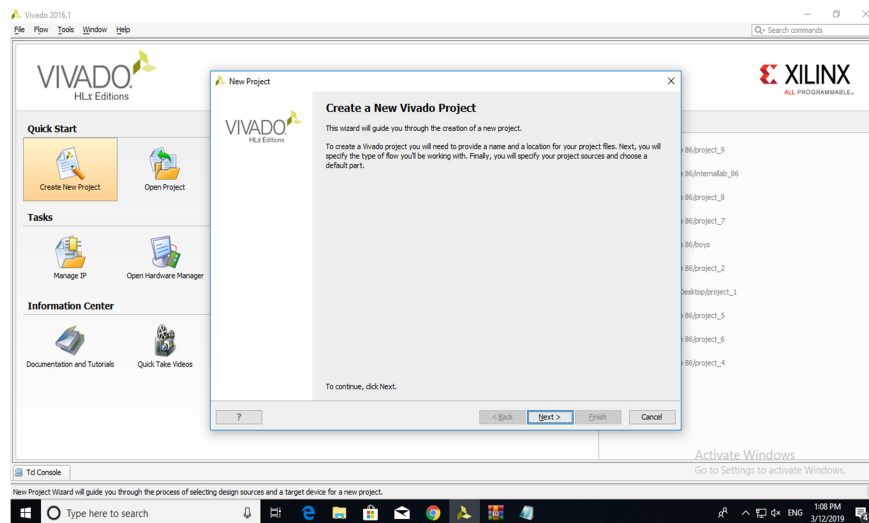 Vivado 2016.1
File Flow Tools Window Help
Q- Search commands
VIVADO.
HLx Editions
XILINX
ALL PROGRAMMABLE.
Quick Start
Create New Project
Open Project
Tasks
Manage IP
Open Hardware Manager
Information Center
Documentation and Tutorials
Quick Take Videos
New Project
VIVADO.
HLx Editions
Create a New Vivado Project
This wizard will guide you through the creation of a new project.
To create a Vivado project you will need to provide a name and a location for your project files. Next, you will
specify the type of flow you'll be working with. Finally, you will specify your project sources and choose a
default part.
To continue, click Next.
?
< Back
Next >
Finish
Cancel
86/project_9
86/internallab_86
86/project_8
86/project_7
86/boys
86/project_2
Desktop/project_1
86/project_5
86/project_6
86/project_4
Activate Windows
Go to Settings to activate Windows.
Tcl Console
New Project Wizard will guide you through the process of selecting design sources and a target device for a new project.
Type here to search
ENG
1:08 PM
3/12/2019
4